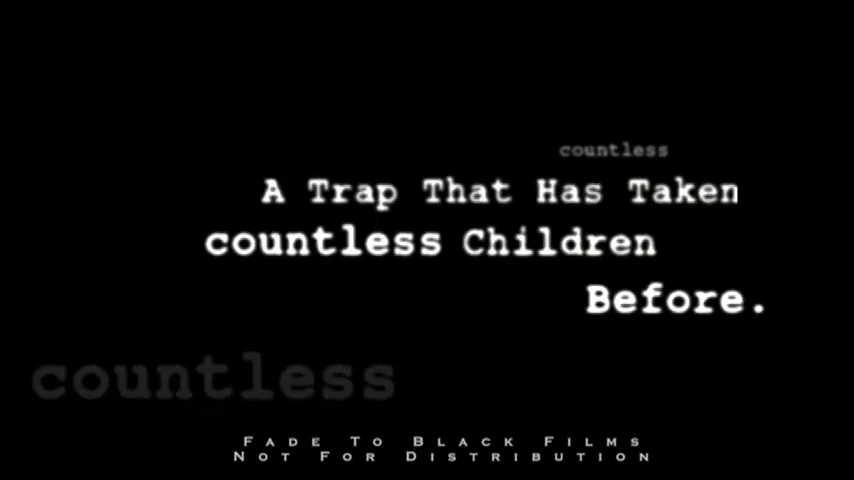 countless
A Trap That Has Taken
countless Children
Before.
countless
Fade To Black Films
Not For Distribution